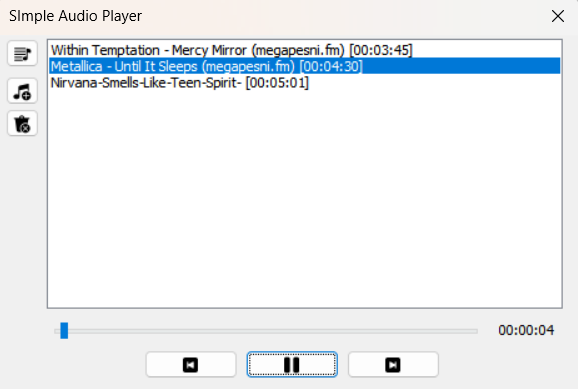 SImple Audio Player
Within Temptation - Mercy Mirror (megapesni.fm) [00:03:45]
Metallica - Until It Sleeps (megapesni.fm) [00:04:30]
Nirvana-Smells-Like-Teen-Spirit- [00:05:01]
00:00:04